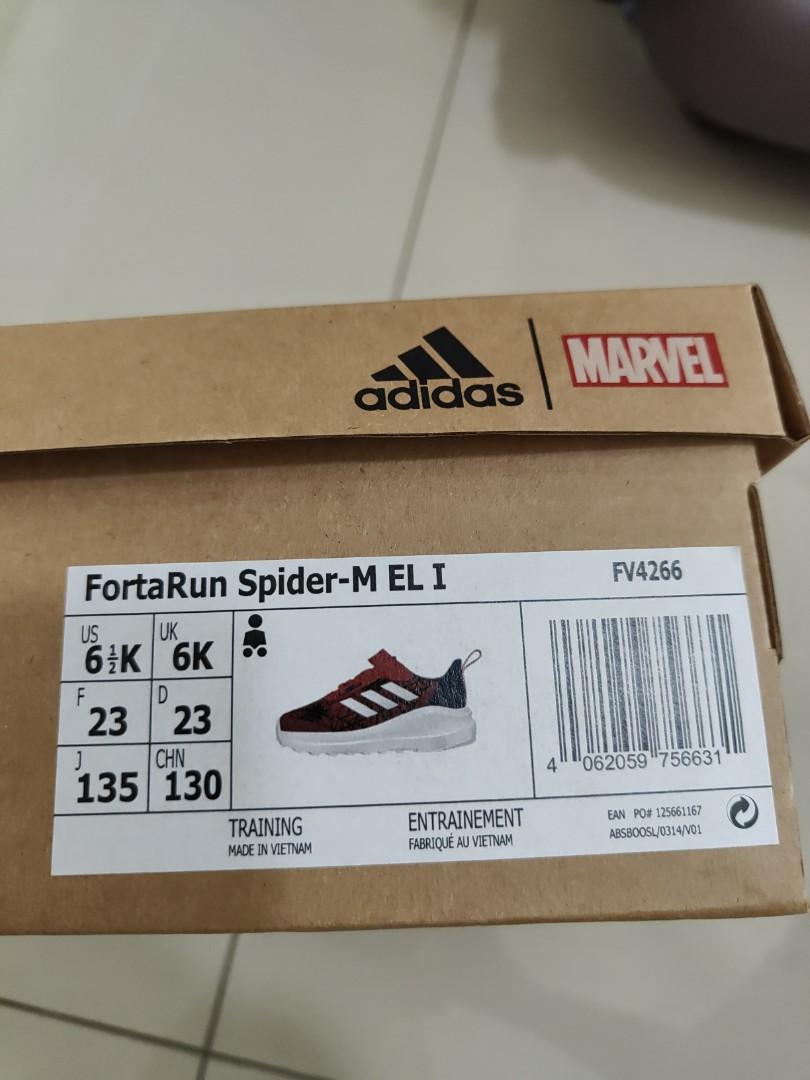 adidas
MARVEL
FortaRun Spider-M EL I
FV4266
US
6½K
UK
6K
F
23
D
23
J
135
CHN
130
4 062059 756631
TRAINING
MADE IN VIETNAM
ENTRAINEMENT
FABRIQUÉ AU VIETNAM
EAN PO# 125661167
ABSBOOSL/0314/V01